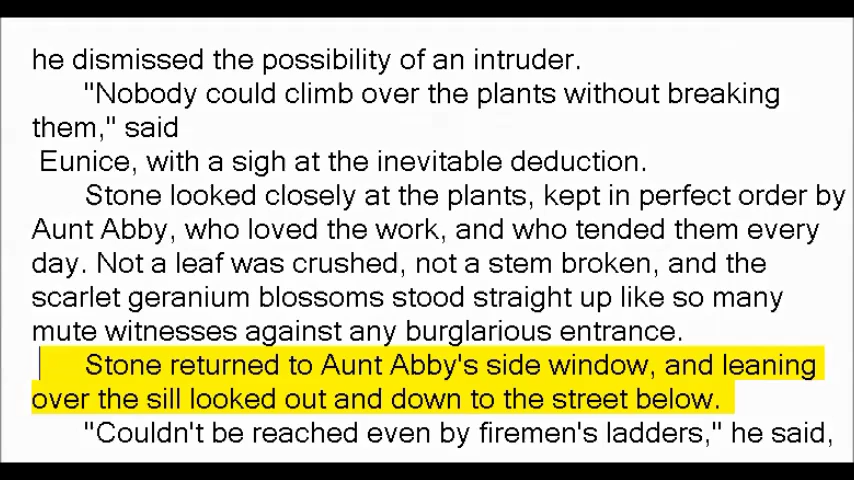 he dismissed the possibility of an intruder.
"Nobody could climb over the plants without breaking
them," said
Eunice, with a sigh at the inevitable deduction.
Stone looked closely at the plants, kept in perfect order by
Aunt Abby, who loved the work, and who tended them every
day. Not a leaf was crushed, not a stem broken, and the
scarlet geranium blossoms stood straight up like so many
mute witnesses against any burglarious entrance.
Stone returned to Aunt Abby's side window, and leaning
over the sill looked out and down to the street below.
"Couldn't be reached even by firemen's ladders," he said,